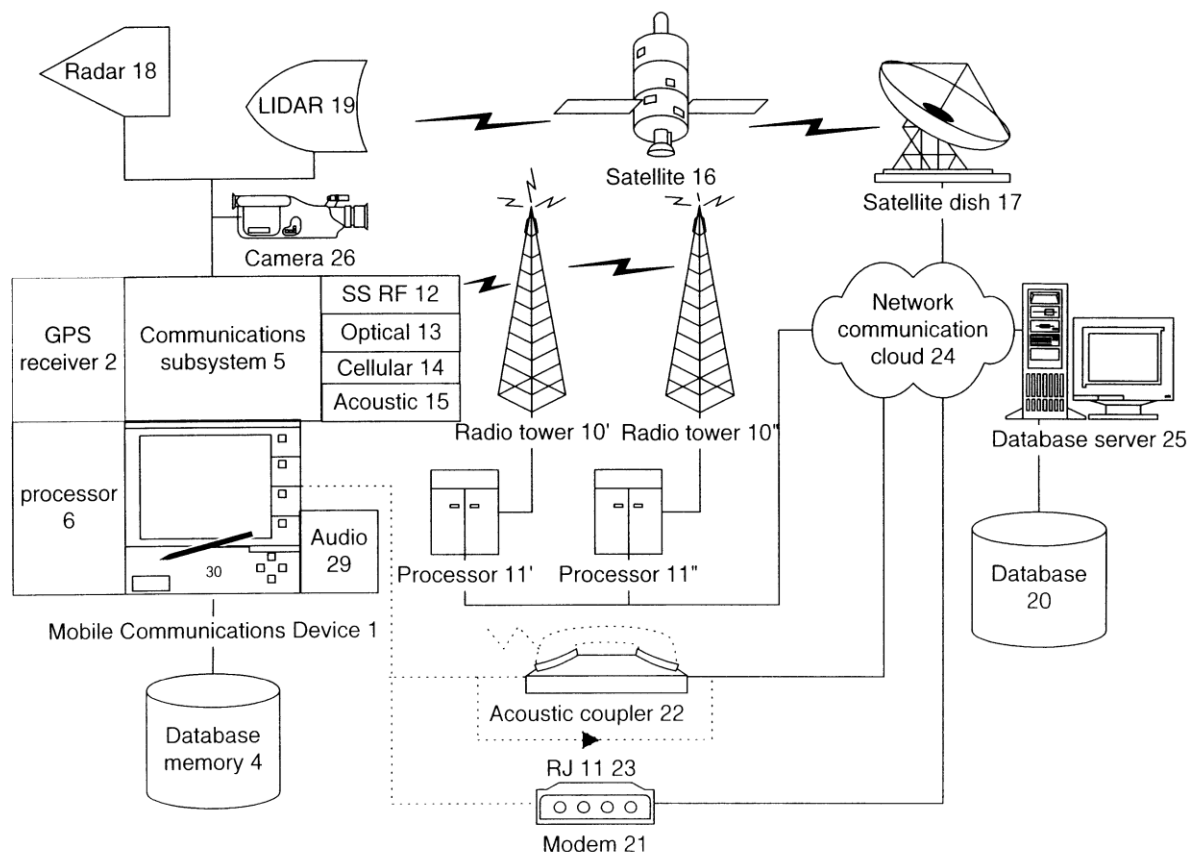 Radar 18
LIDAR 19
Satellite 16
Satellite dish 17
Camera 26
GPS
receiver 2
Communications
subsystem 5
SS RF 12
Optical 13
Cellular 14
Acoustic 15
Radio tower 10'
Radio tower 10"
Network
communication
cloud 24
Database server 25
processor
6
30
Audio
29
Processor 11'
Processor 11"
Database
20
Mobile Communications Device 1
Acoustic coupler 22
Database
memory 4
RJ 11 23
Modem 21